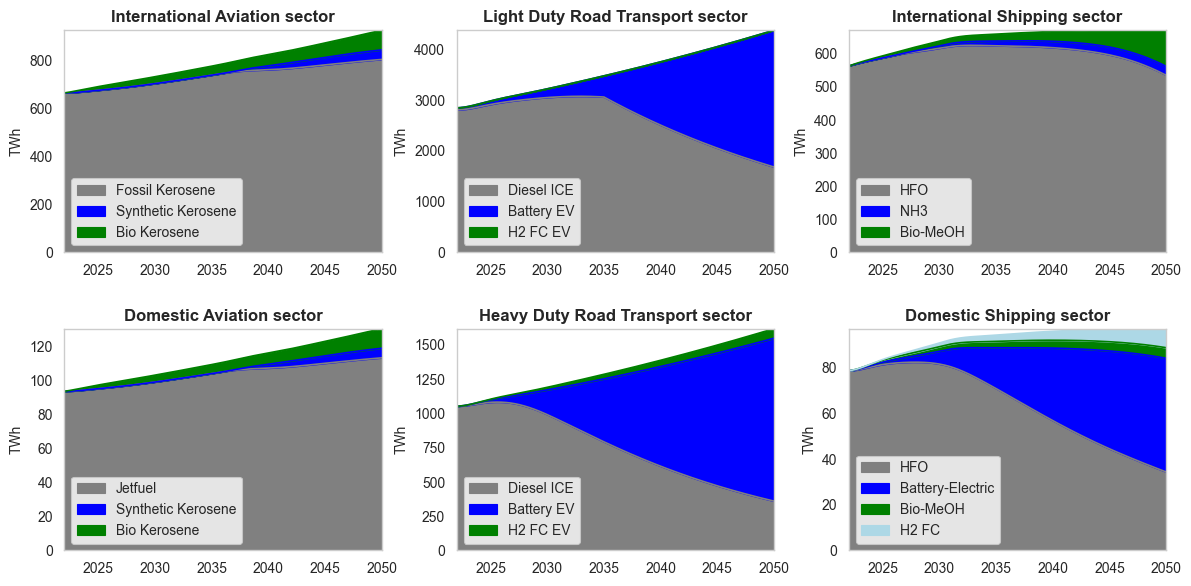 International Aviation sector
TWh
800
600
400
200
0
Fossil Kerosene
Synthetic Kerosene
Bio Kerosene
2025 2030 2035 2040 2045 2050
Light Duty Road Transport sector
TWh
4000
3000
2000
1000
0
Diesel ICE
Battery EV
H2 FC EV
2025 2030 2035 2040 2045 2050
International Shipping sector
TWh
600
500
400
300
200
100
0
HFO
NH3
Bio-MeOH
2025 2030 2035 2040 2045 2050
Domestic Aviation sector
TWh
120
100
80
60
40
20
0
Jetfuel
Synthetic Kerosene
Bio Kerosene
2025 2030 2035 2040 2045 2050
Heavy Duty Road Transport sector
TWh
1500
1250
1000
750
500
250
0
Diesel ICE
Battery EV
H2 FC EV
2025 2030 2035 2040 2045 2050
Domestic Shipping sector
TWh
80
60
40
20
0
HFO
Battery-Electric
Bio-MeOH
H2 FC
2025 2030 2035 2040 2045 2050